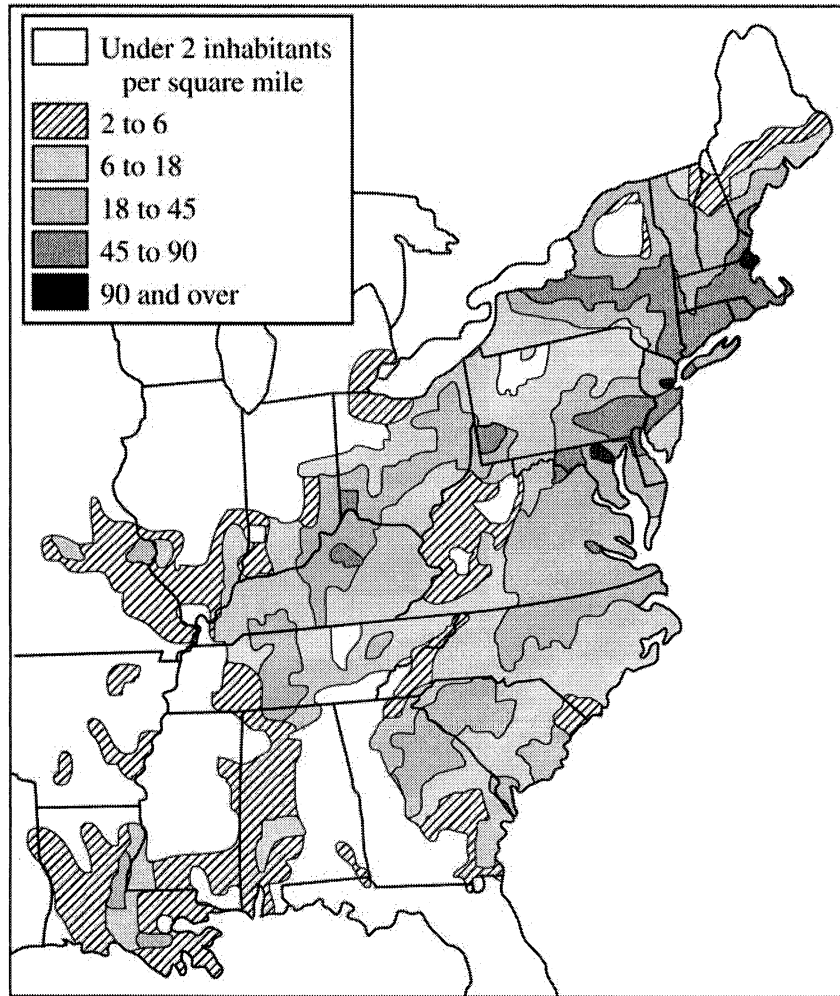 Under 2 inhabitants
per square mile
2 to 6
6 to 18
18 to 45
45 to 90
90 and over